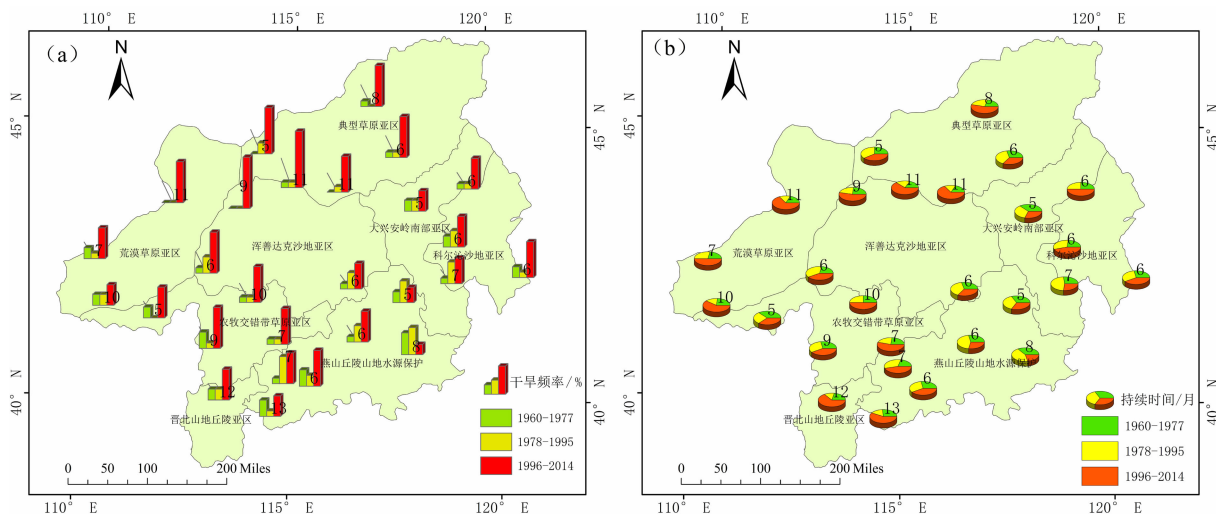 110° E 115° E 120° E
(a)
N
45° N
45° N
40° N
40° N
8
典型草原亚区
5
6
11
9
11
11
6
5
大兴安岭南部亚区
7
荒漠草原亚区
浑善达克沙地亚区
6
科尔沁沙地亚区
6
6
7
6
10
5
10
5
农牧交错带草原亚区
9
7
6
8
燕山丘陵山地水源保护
7
6
12
13
晋北山地丘陵亚区
干旱频率/%
1960-1977
1978-1995
1996-2014
0 50 100 200 Miles
110° E 115° E 120° E
110° E 115° E 120° E
(b)
N
45° N
45° N
40° N
40° N
8
典型草原亚区
5
6
11
9
11
11
6
5
大兴安岭南部亚区
7
荒漠草原亚区
浑善达克沙地亚区
6
科尔沁沙地亚区
6
6
7
6
10
5
10
5
农牧交错带草原亚区
9
7
6
8
燕山丘陵山地水源保护
7
6
12
13
晋北山地丘陵亚区
持续时间/月
1960-1977
1978-1995
1996-2014
0 50 100 200 Miles
110° E 115° E 120° E